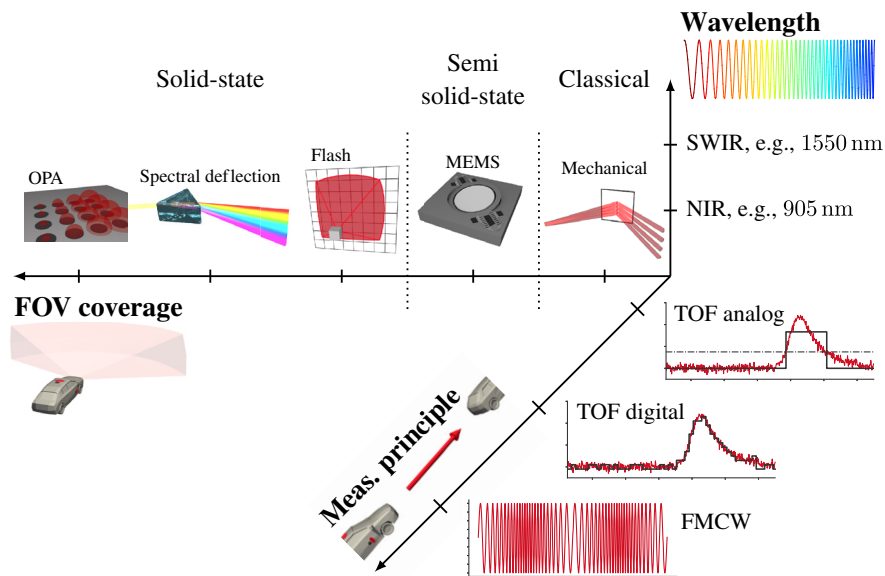 Wavelength
Solid-state
Semi
solid-state
Classical
SWIR, e.g., 1550 nm
OPA
Spectral deflection
Flash
MEMS
Mechanical
NIR, e.g., 905 nm
FOV coverage
TOF analog
TOF digital
Meas. principle
FMCW